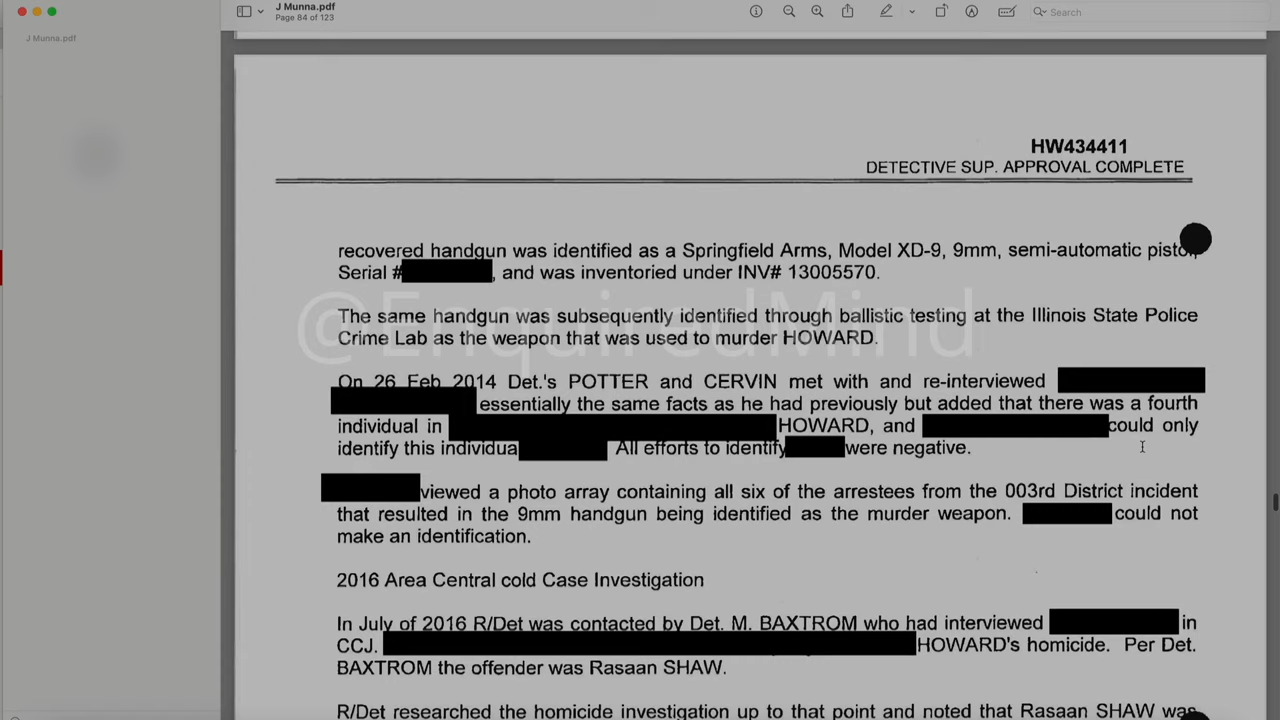 J Munna.pdf
Page 84 of 123
Search
J Munna.pdf
HW434411
DETECTIVE SUP. APPROVAL COMPLETE
recovered handgun was identified as a Springfield Arms, Model XD-9, 9mm, semi-automatic pistol,
Serial # , and was inventoried under INV# 13005570.
@EnquiredMind
The same handgun was subsequently identified through ballistic testing at the Illinois State Police
Crime Lab as the weapon that was used to murder HOWARD.
On 26 Feb 2014 Det.'s POTTER and CERVIN met with and re-interviewed
essentially the same facts as he had previously but added that there was a fourth
individual in HOWARD, and could only
identify this individua All efforts to identify were negative.
viewed a photo array containing all six of the arrestees from the 003rd District incident
that resulted in the 9mm handgun being identified as the murder weapon. could not
make an identification.
2016 Area Central cold Case Investigation
In July of 2016 R/Det was contacted by Det. M. BAXTROM who had interviewed in
CCJ. HOWARD's homicide. Per Det.
BAXTROM the offender was Rasaan SHAW.
R/Det researched the homicide investigation up to that point and noted that Rasaan SHAW was